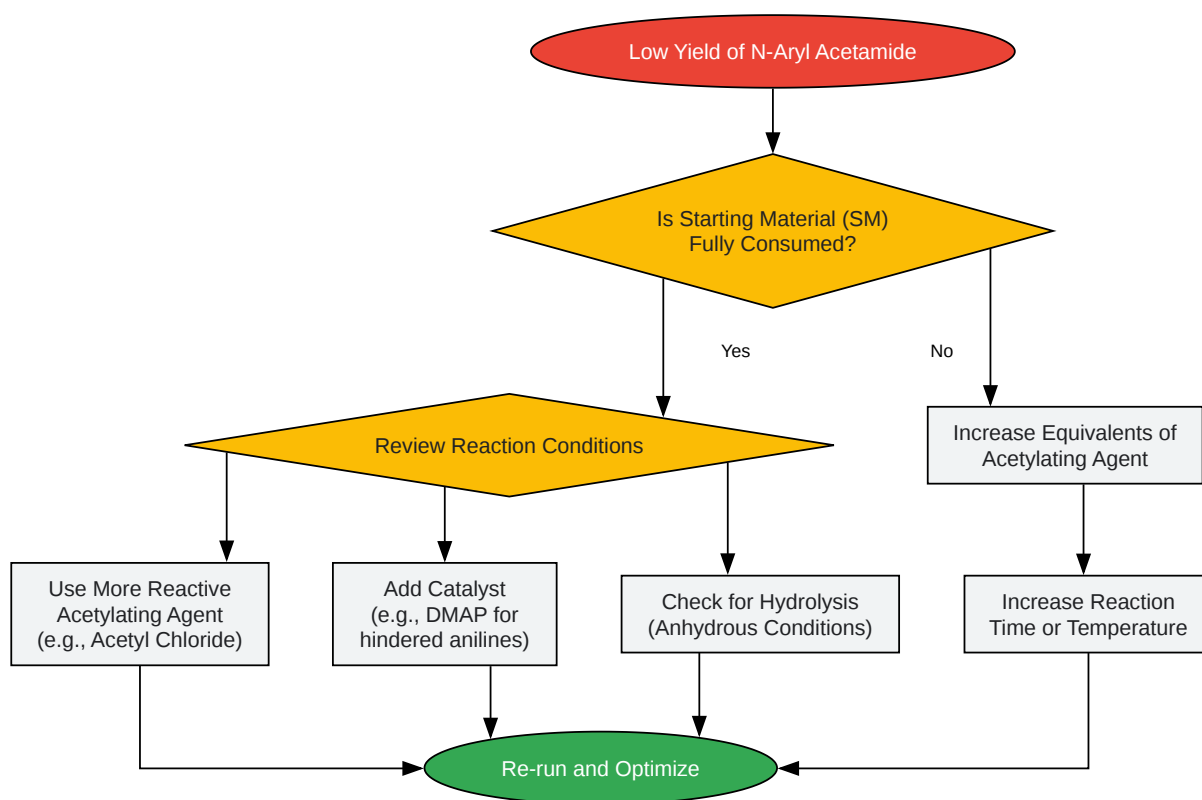 Low Yield of N-Aryl Acetamide
Is Starting Material (SM)
Fully Consumed?
Yes
No
Review Reaction Conditions
Increase Equivalents of
Acetylating Agent
Use More Reactive
Acetylating Agent
(e.g., Acetyl Chloride)
Add Catalyst
(e.g., DMAP for
hindered anilines)
Check for Hydrolysis
(Anhydrous Conditions)
Increase Reaction
Time or Temperature
Re-run and Optimize